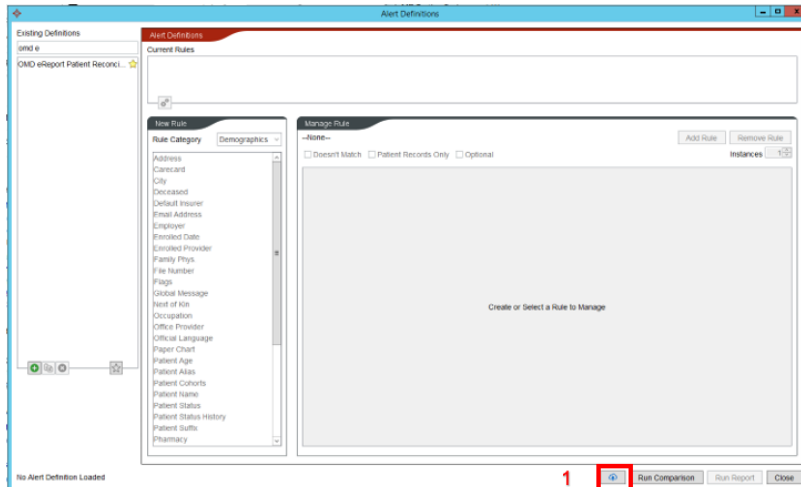 Alert Definitions
Existing Definitions
omd e
OMD eReport Patient Reconci...
Alert Definitions
Current Rules
New Rule
Rule Category Demographics
Address
Carecard
City
Deceased
Default Insurer
Email Address
Employer
Enrolled Date
Enrolled Provider
Family Phys.
File Number
Flags
Global Message
Next of Kin
Occupation
Office Provider
Official Language
Paper Chart
Patient Age
Patient Alias
Patient Cohorts
Patient Name
Patient Status
Patient Status History
Patient Suffix
Pharmacy
Manage Rule
--None--
Add Rule Remove Rule
Doesn't Match Patient Records Only Optional
Instances 1
Create or Select a Rule to Manage
No Alert Definition Loaded
1
Run Comparison Run Report Close